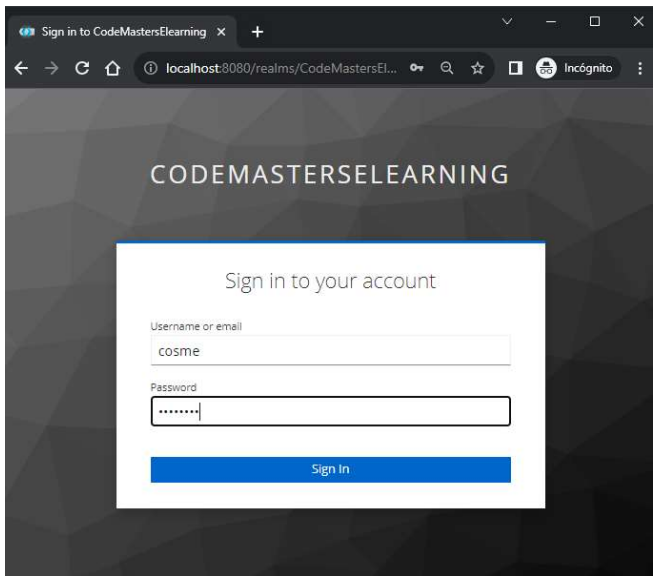 Sign in to CodeMastersElearning
localhost:8080/realms/CodeMastersEl...
Incógnito
CODEMASTERSELEARNING
Sign in to your account
Username or email
cosme
Password
••••••••
Sign In